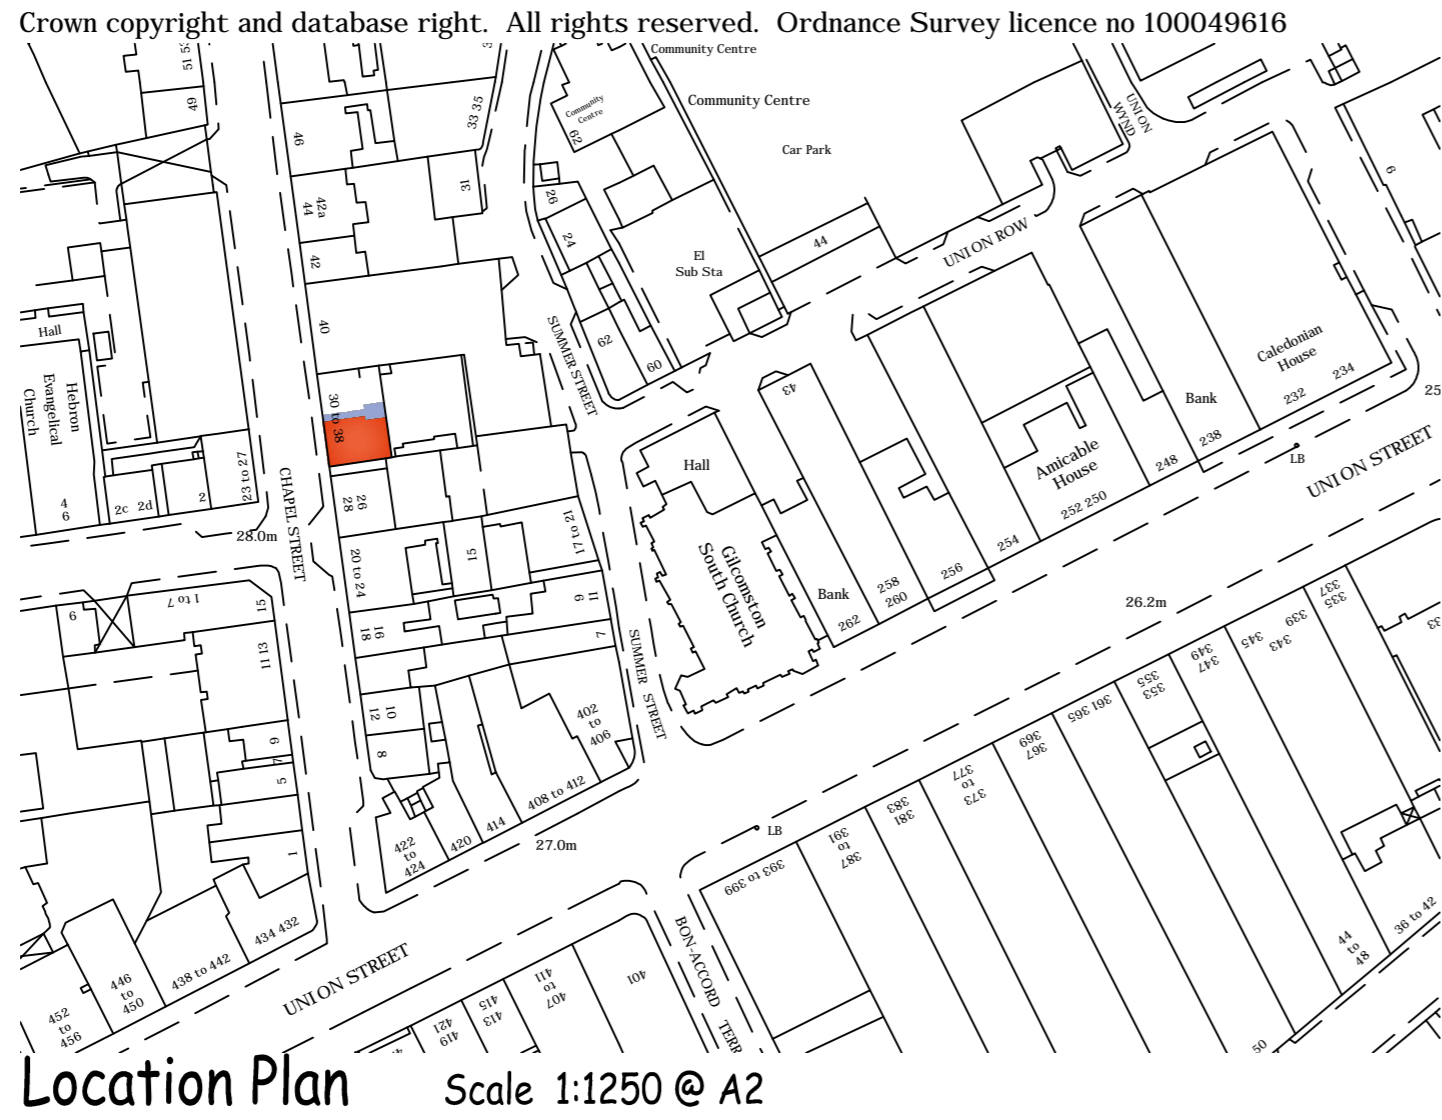 Crown copyright and database right.  All rights reserved.  Ordnance Survey licence no 100049616
Community Centre
Community Centre
Community
Centre
62
Car Park
UNION
WYND
51
49
46
33 35
31
26
24
44
42a
42
40
El
Sub Sta
44
UNION ROW
6
Hall
Hebron
Evangelical
Church
4
6
2c
2d
2
23 to 27
30 to 38
SUMMER STREET
62
60
43
Caledonian
House
234
232
Bank
238
248
LB
UNION STREET
25
Amicable
House
252 250
254
256
258
260
262
Bank
Hall
Gilcomston
South Church
CHAPEL STREET
28.0m
26
28
17 to 21
15
20 to 24
16
18
11
9
7
SUMMER STREET
10
12
8
402
to
406
408 to 412
414
420
422
to
424
27.0m
26.2m
1 to 7
9
15
11 13
9
7
5
1
434 432
438 to 442
446
to
450
452
to
456
UNION STREET
337
335
339
343
345
33
349
347
355
353
365 361
369
367
377
to
373
383
381
391
to
387
LB
393 to 399
BON-ACCORD TERR
401
411
to
407
415
413
421
419
44
to
48
36 to 42
50
Location Plan
Scale  1:1250 @ A2